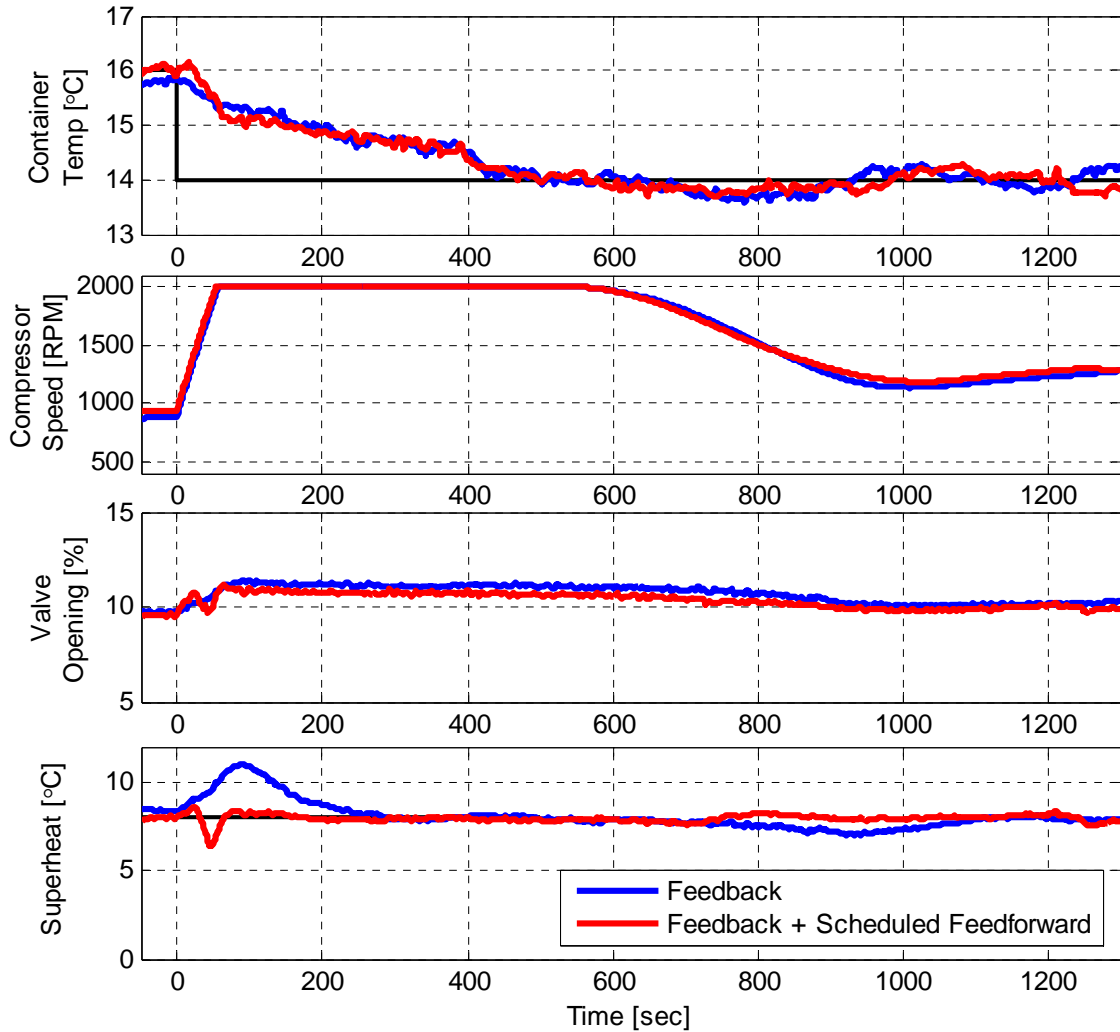 17
16
15
14
13
Container
Temp [°C]
0 200 400 600 800 1000 1200
2000
1500
1000
500
Compressor
Speed [RPM]
0 200 400 600 800 1000 1200
15
10
5
Valve
Opening [%]
0 200 400 600 800 1000 1200
10
5
0
Superheat [°C]
Feedback
Feedback + Scheduled Feedforward
0 200 400 600 800 1000 1200
Time [sec]